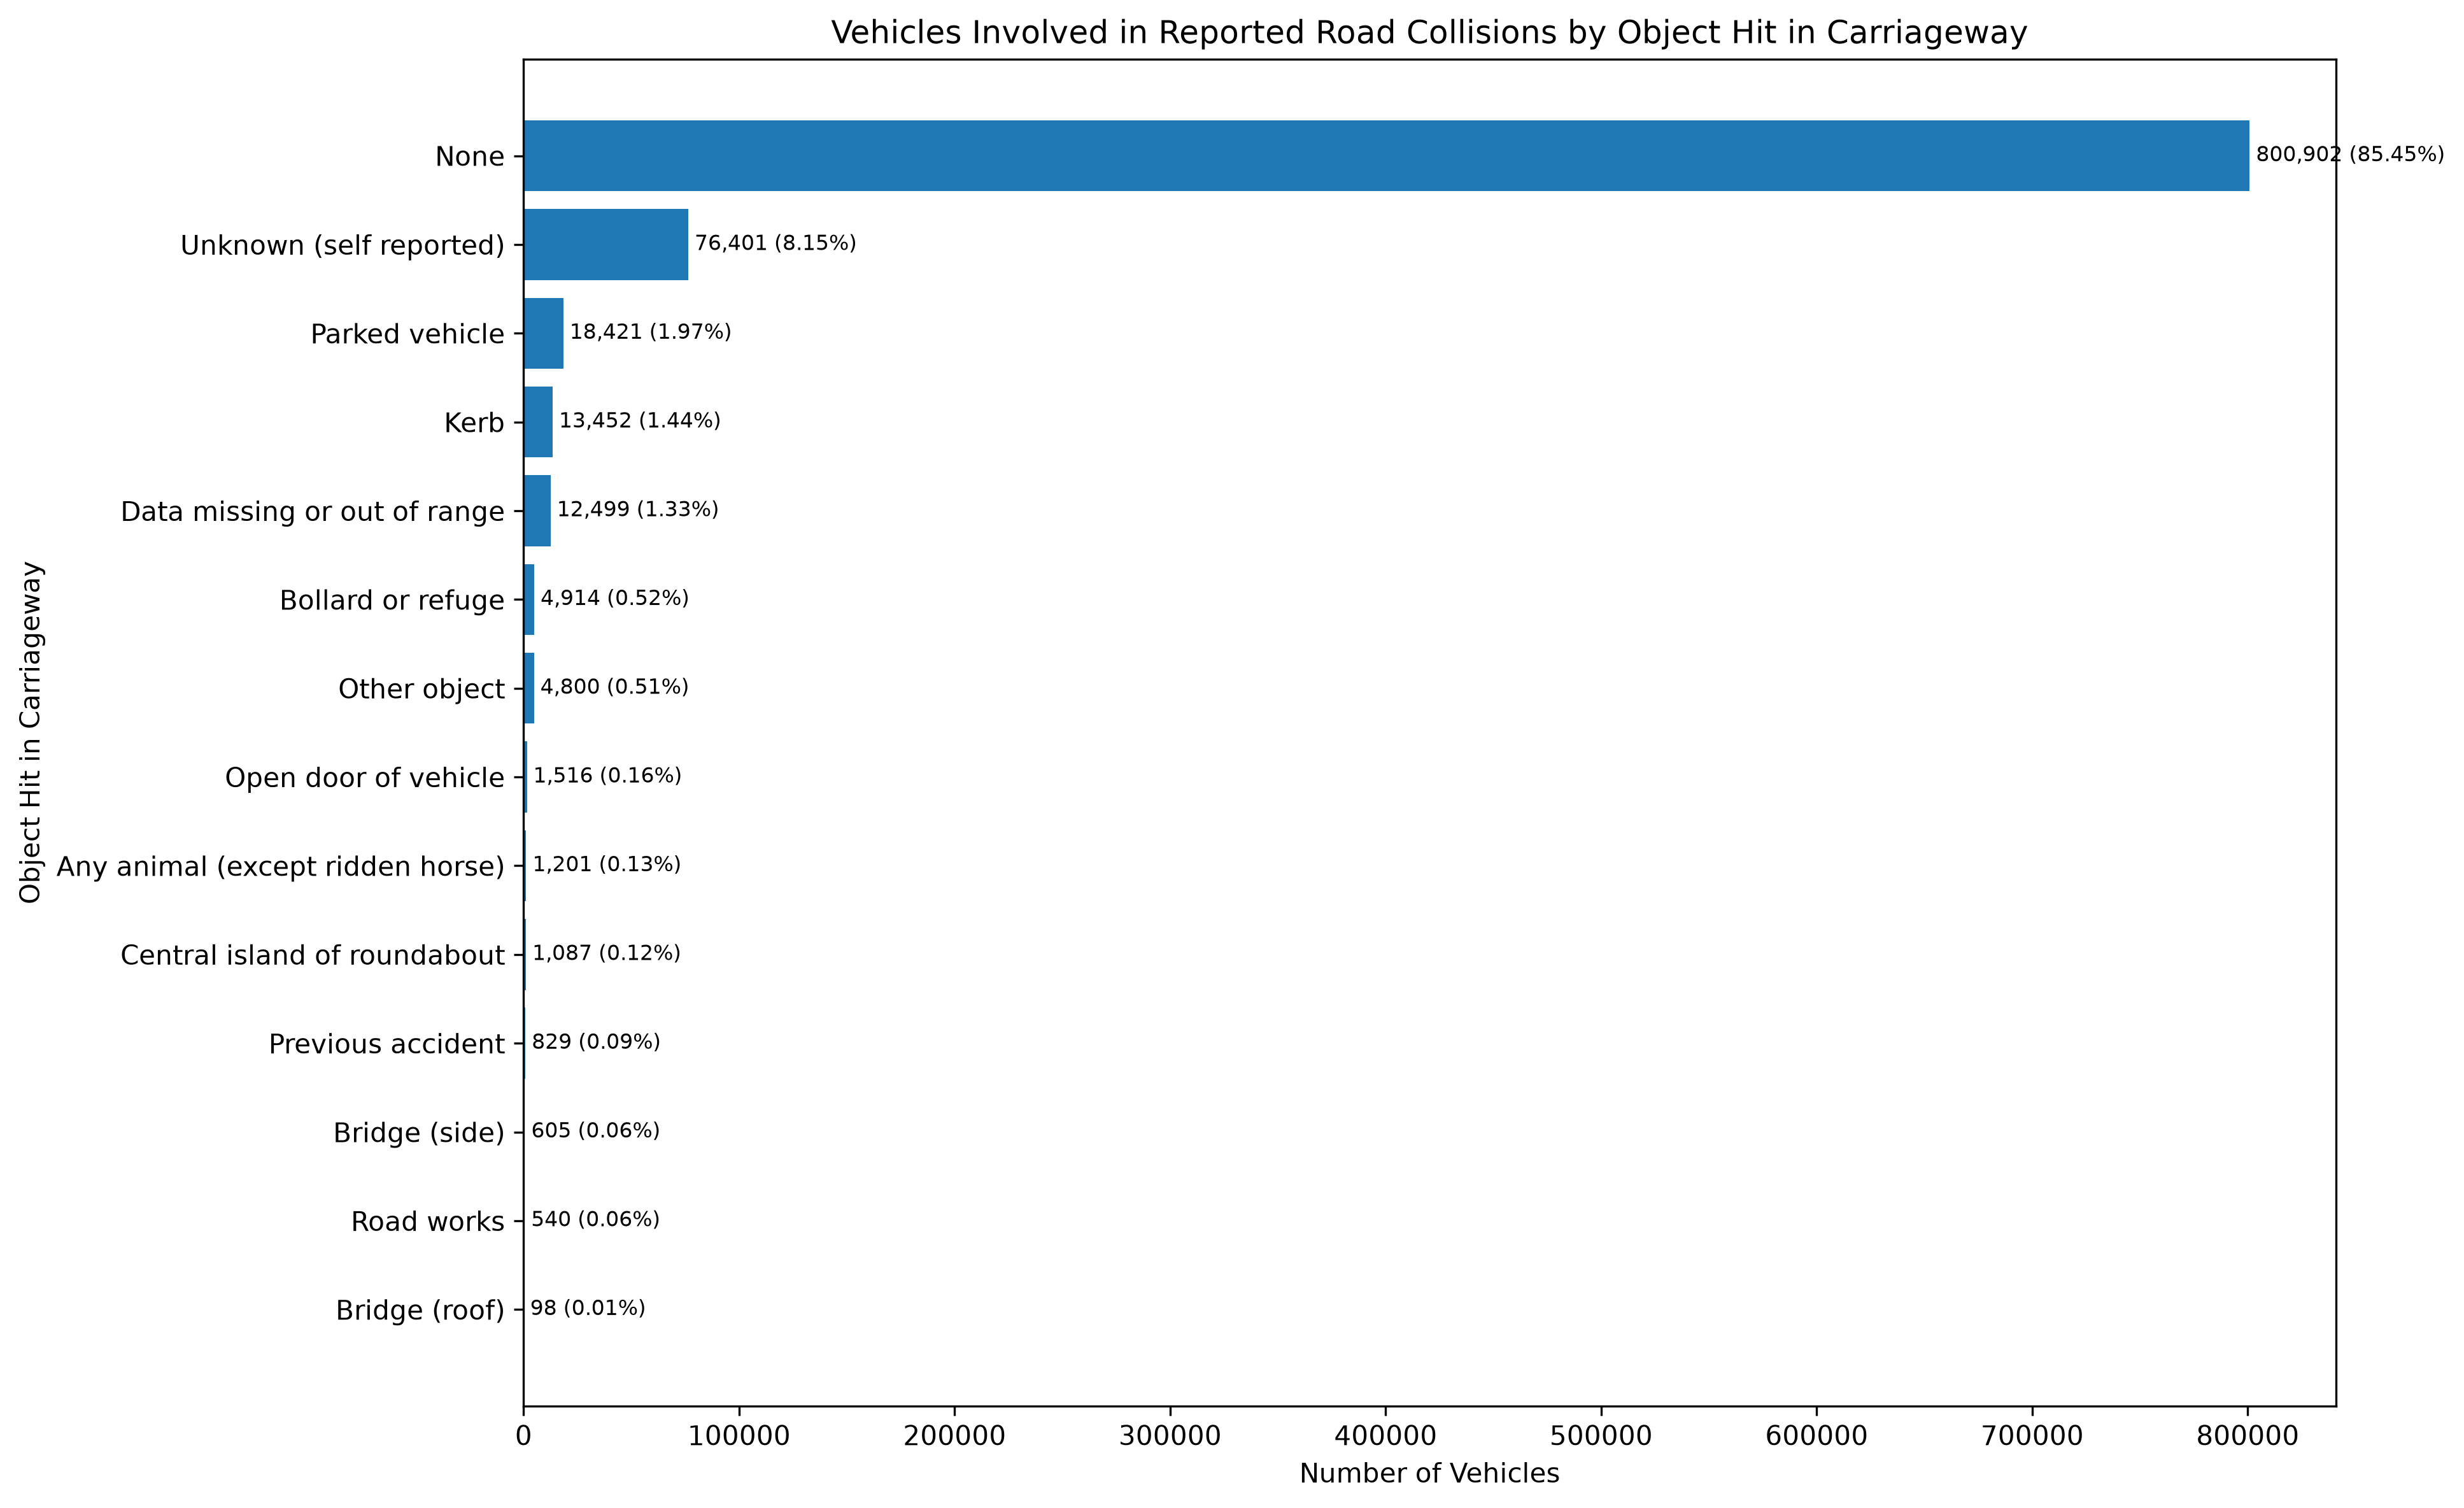 Vehicles Involved in Reported Road Collisions by Object Hit in Carriageway
Object Hit in Carriageway
None 800,902 (85.45%)
Unknown (self reported) 76,401 (8.15%)
Parked vehicle 18,421 (1.97%)
Kerb 13,452 (1.44%)
Data missing or out of range 12,499 (1.33%)
Bollard or refuge 4,914 (0.52%)
Other object 4,800 (0.51%)
Open door of vehicle 1,516 (0.16%)
Any animal (except ridden horse) 1,201 (0.13%)
Central island of roundabout 1,087 (0.12%)
Previous accident 829 (0.09%)
Bridge (side) 605 (0.06%)
Road works 540 (0.06%)
Bridge (roof) 98 (0.01%)
0 100000 200000 300000 400000 500000 600000 700000 800000
Number of Vehicles